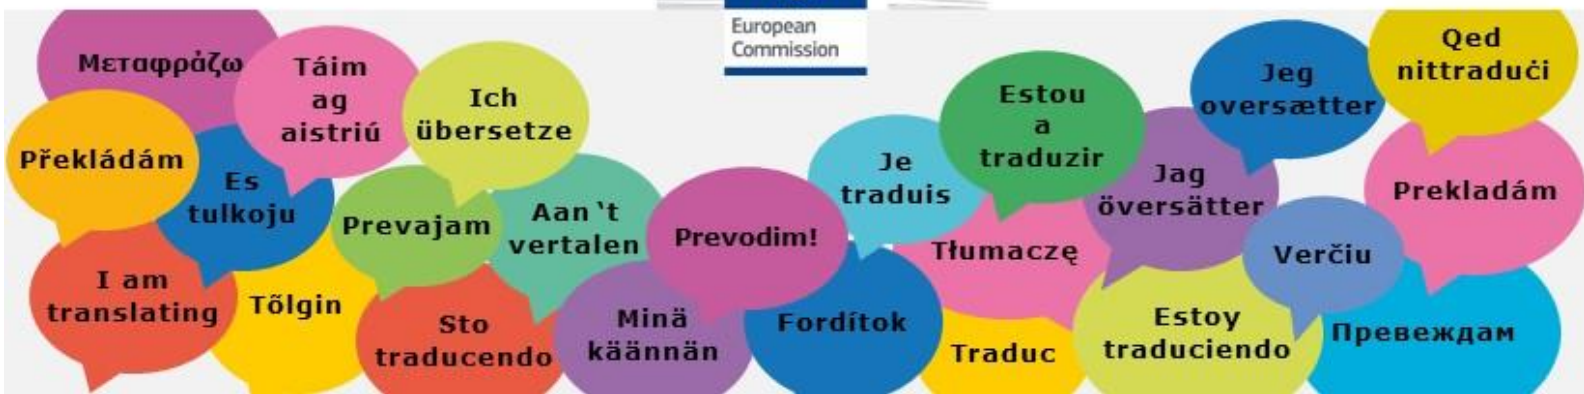 European
Commission
Μεταφράζω
Táim
ag
aistriú
Ich
übersetze
Překládám
Es
tulkoju
Prevajam
Aan 't
vertalen
Prevodim!
Je
traduis
Estou
a
traduzir
Jag
översätter
Jeg
oversætter
Qed
nittraduċi
Prekladám
I am
translating
Tõlgin
Sto
traducendo
Minä
käännän
Fordítok
Tłumaczę
Traduc
Estoy
traduciendo
Verčiu
Превеждам